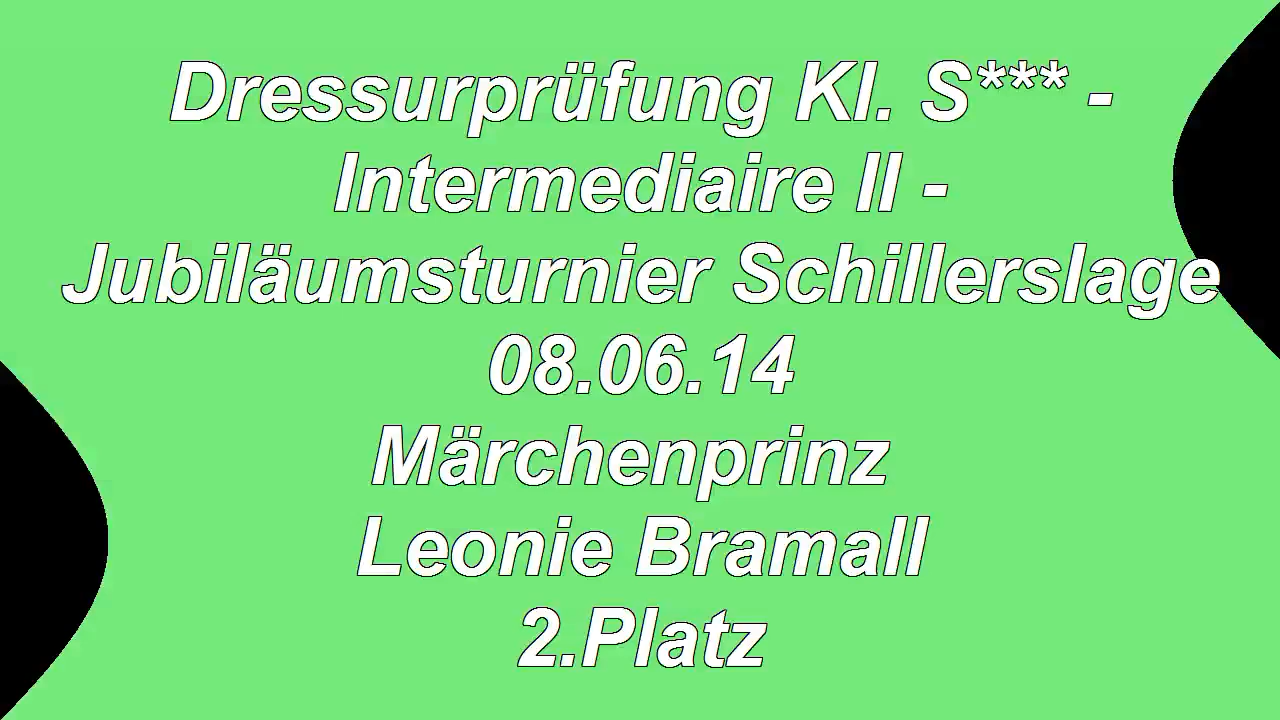 Dressurprüfung Kl. S*** -
Intermediaire II -
Jubiläumsturnier Schillerslage
08.06.14
Märchenprinz
Leonie Bramall
2.Platz